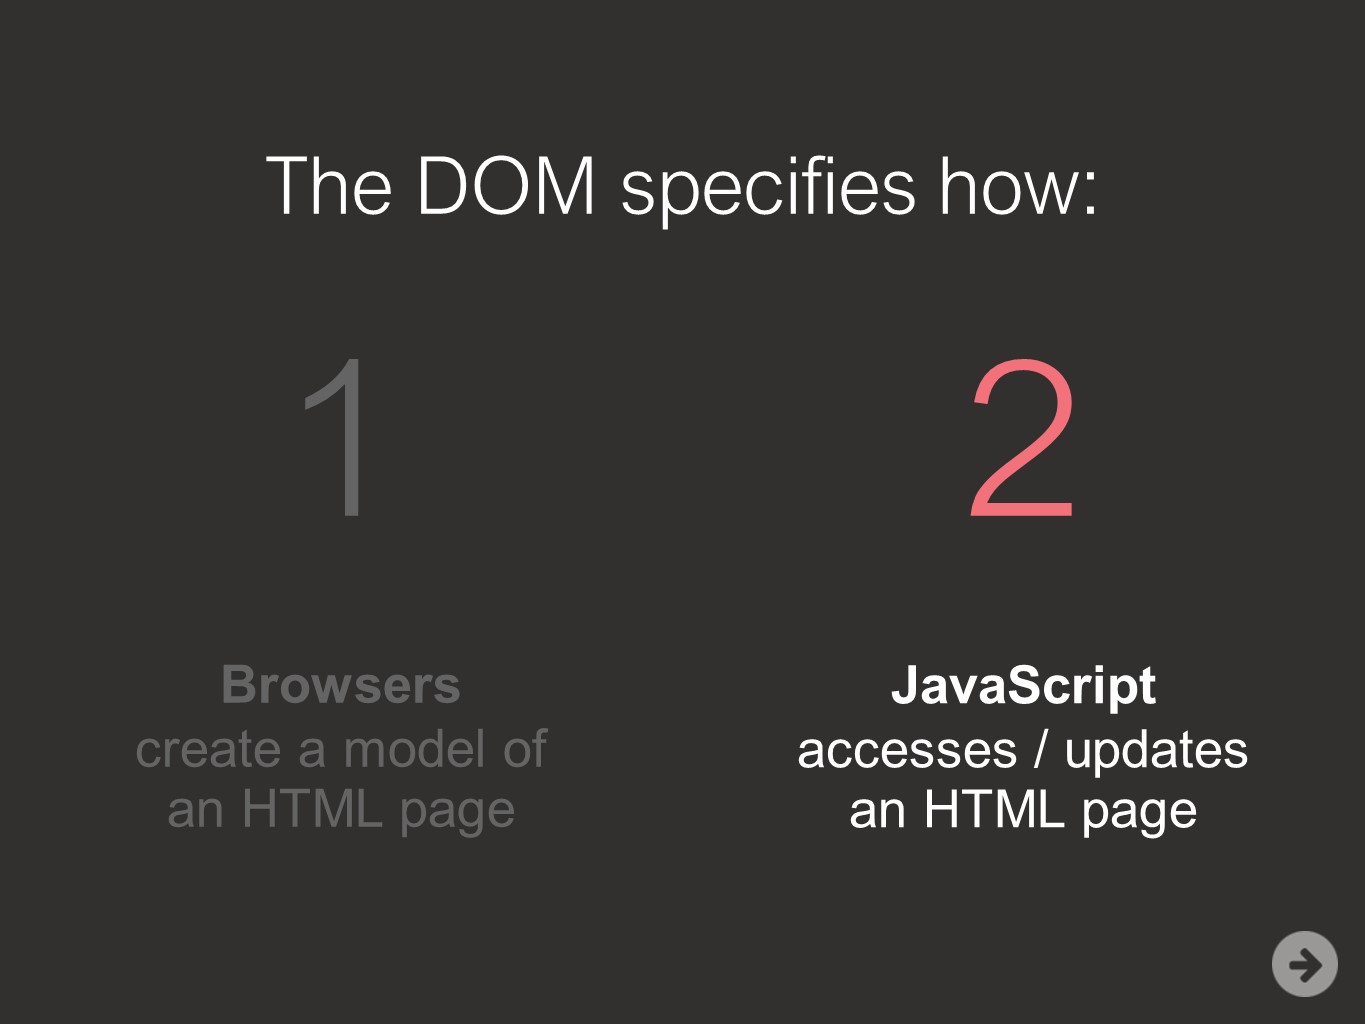 The DOM specifies how:
1
2
Browsers
create a model of
an HTML page
JavaScript
accesses / updates
an HTML page